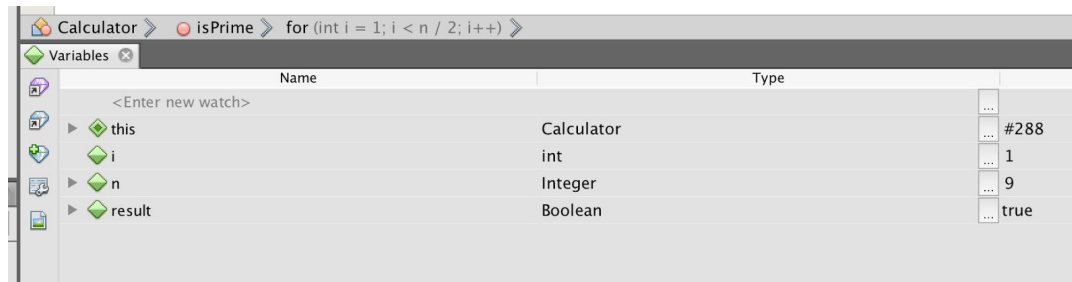 Calculator isPrime for (int i = 1; i < n / 2; i++)
Variables
Name Type
<Enter new watch> ...
this Calculator ... #288
i int ... 1
n Integer ... 9
result Boolean ... true